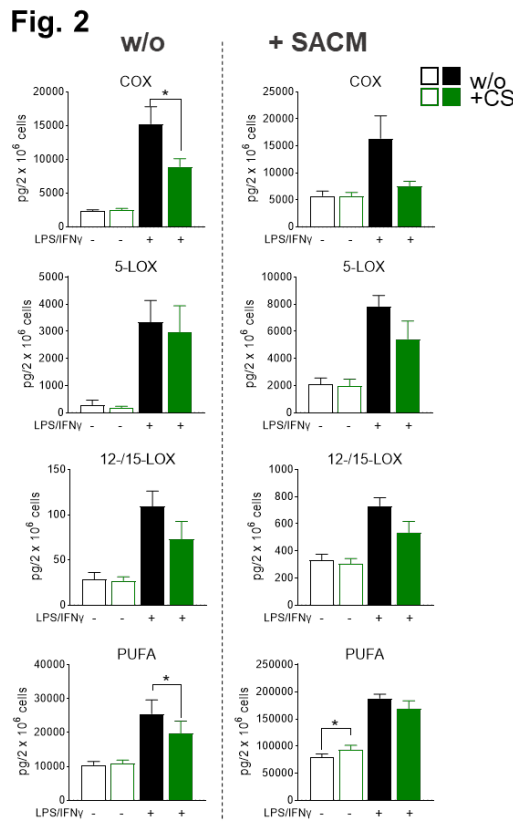 Fig. 2
w/o
+ SACM
w/o
+CS
COX
pg/2 x 10⁶ cells
20000
15000
10000
5000
0
*
LPS/IFNγ - - + +
COX
pg/2 x 10⁶ cells
25000
20000
15000
10000
5000
0
LPS/IFNγ - - + +
5-LOX
pg/2 x 10⁶ cells
5000
4000
3000
2000
1000
0
LPS/IFNγ - - + +
5-LOX
pg/2 x 10⁶ cells
10000
8000
6000
4000
2000
0
LPS/IFNγ - - + +
12-/15-LOX
pg/2 x 10⁶ cells
150
100
50
0
LPS/IFNγ - - + +
12-/15-LOX
pg/2 x 10⁶ cells
1000
800
600
400
200
0
LPS/IFNγ - - + +
PUFA
pg/2 x 10⁶ cells
40000
30000
20000
10000
0
*
LPS/IFNγ - - + +
PUFA
pg/2 x 10⁶ cells
250000
200000
150000
100000
50000
0
*
LPS/IFNγ - - + +